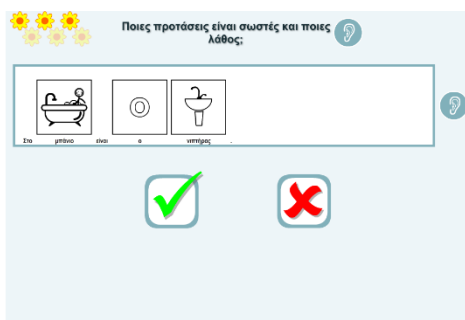 Ποιες προτάσεις είναι σωστές και ποιες
λάθος;
Στο μπάνιο είναι ο νιπτήρας .